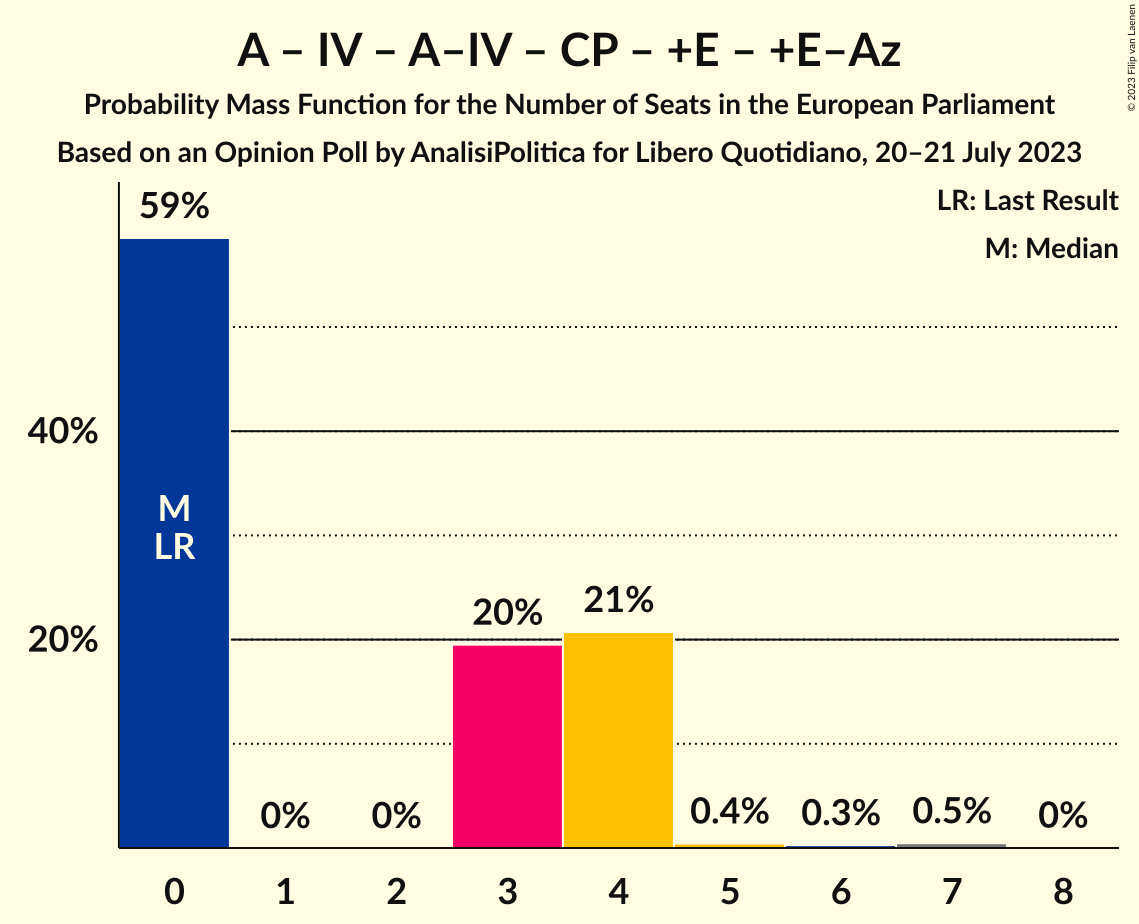 A – IV – A–IV – CP – +E – +E–Az
Probability Mass Function for the Number of Seats in the European Parliament
Based on an Opinion Poll by AnalisiPolitica for Libero Quotidiano, 20–21 July 2023
© 2023 Filip van Laenen
LR: Last Result
M: Median
59%
40%
20%
M
LR
0%
0%
20%
21%
0.4%
0.3%
0.5%
0%
0
1
2
3
4
5
6
7
8